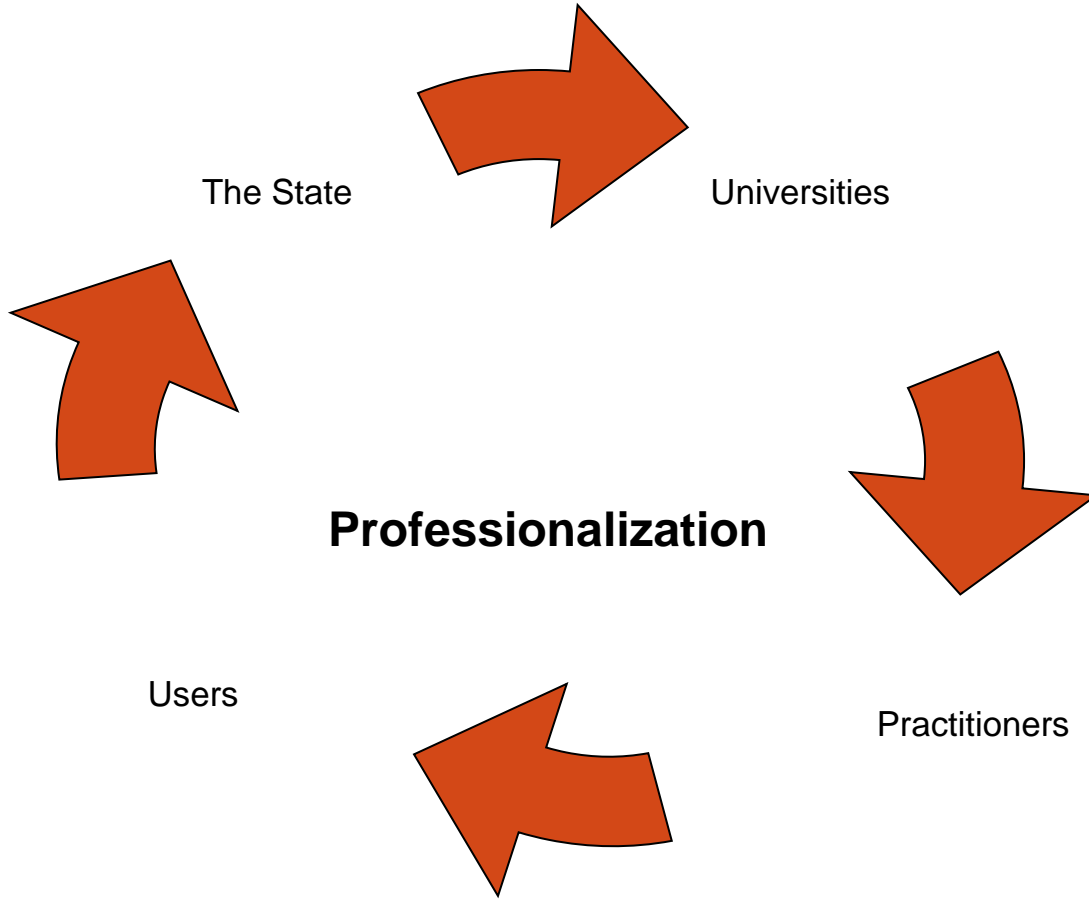 The State
Universities
Professionalization
Users
Practitioners